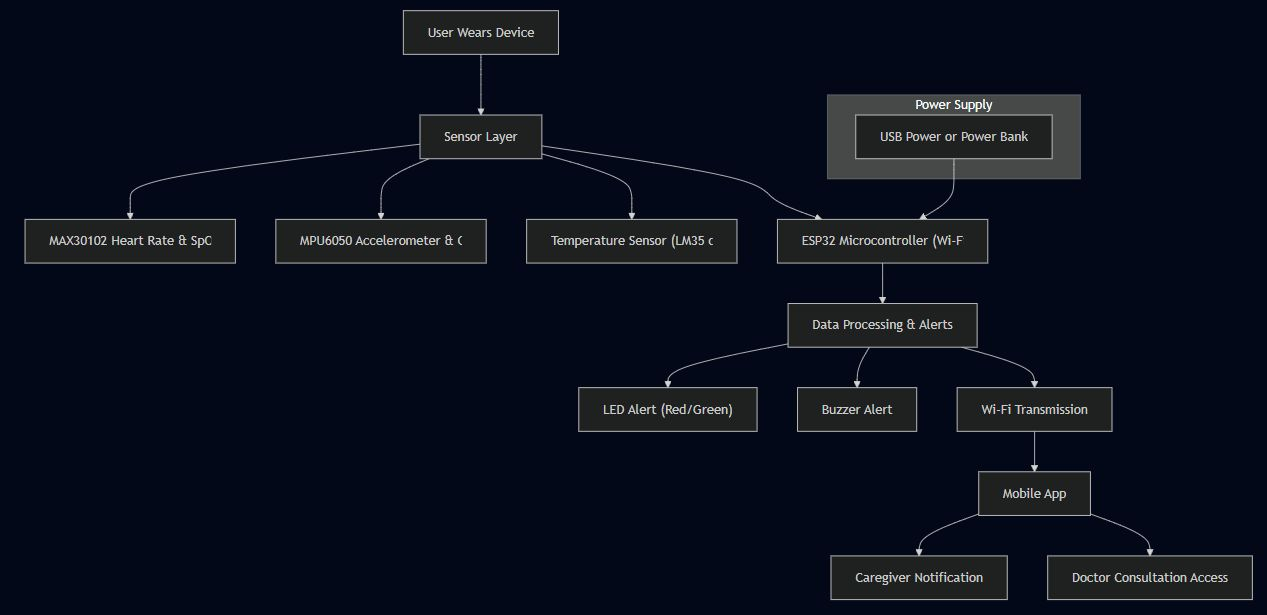 User Wears Device
Power Supply
Sensor Layer
USB Power or Power Bank
MAX30102 Heart Rate & SpO
MPU6050 Accelerometer &
Temperature Sensor (LM35
ESP32 Microcontroller (Wi-F
Data Processing & Alerts
LED Alert (Red/Green)
Buzzer Alert
Wi-Fi Transmission
Mobile App
Caregiver Notification
Doctor Consultation Access